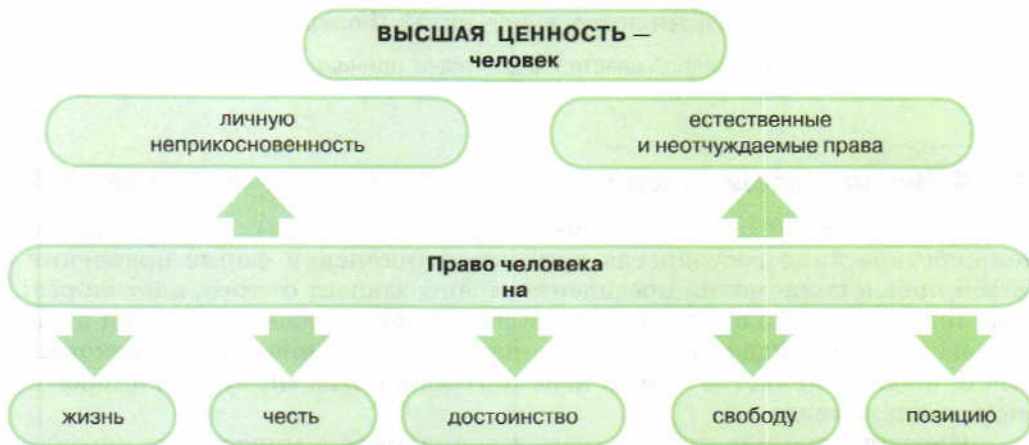 ВЫСШАЯ ЦЕННОСТЬ —
человек
личную
неприкосновенность
естественные
и неотчуждаемые права
Право человека
на
жизнь
честь
достоинство
свободу
позицию